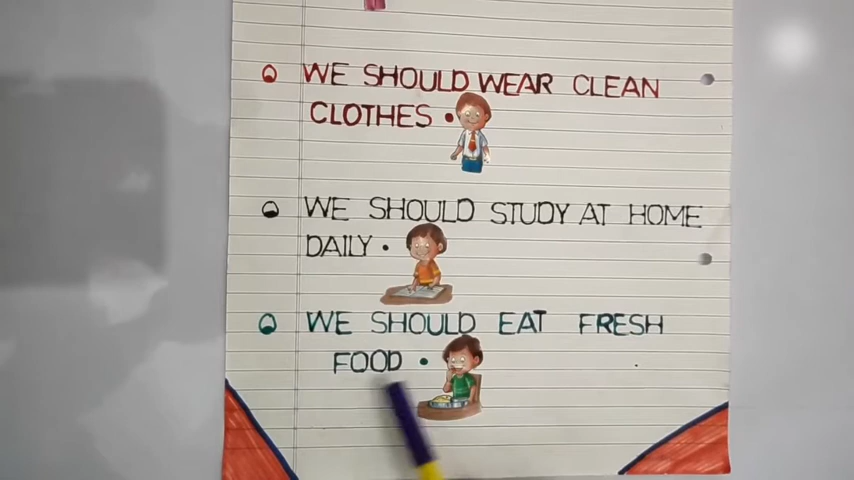 WE SHOULD WEAR CLEAN
CLOTHES.
WE SHOULD STUDY AT HOME
DAILY.
WE SHOULD EAT FRESH
FOOD.